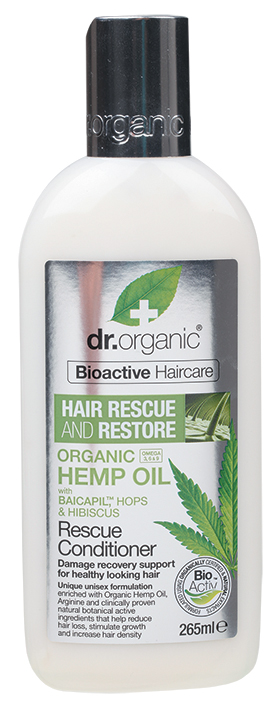 dr.organic
dr.organic®
Bioactive Haircare
HAIR RESCUE
AND RESTORE
ORGANIC
OMEGA
3, 6 & 9
HEMP OIL
with
BAICAPIL™, HOPS
& HIBISCUS
Rescue
Conditioner
Damage recovery support
for healthy looking hair
Unique unisex formulation
enriched with Organic Hemp Oil,
Arginine and clinically proven
natural botanical active
ingredients that help reduce
hair loss, stimulate growth
and increase hair density
Bio™
Activ
265ml℮